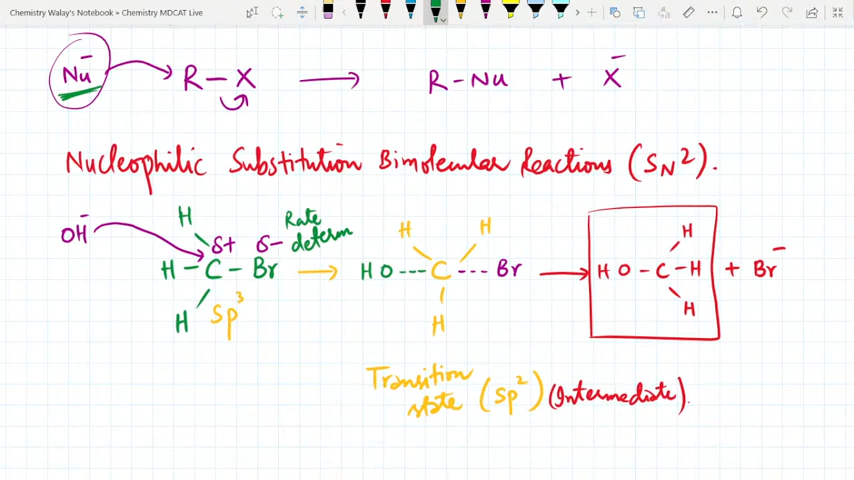 Chemistry Walay's Notebook » Chemistry MDCAT Live
Nu⁻ R – X → R – Nu + X⁻
Nucleophilic Substitution Bimolecular Reactions (SN2).
OH⁻ H H H Rate H
δ+ δ– determ
H – C – Br → HO --- C --- Br → HO – C – H + Br⁻
H Sp³ H H
Transition
state (Sp²) (Intermediate).